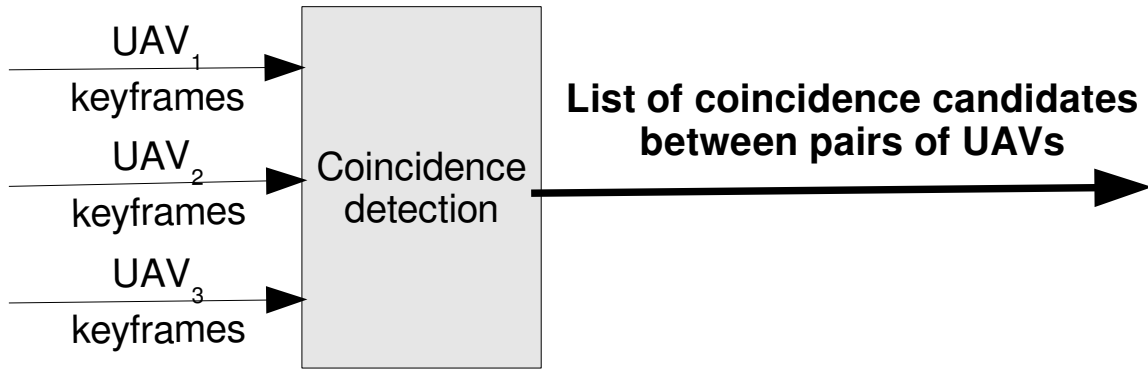 UAV₁
keyframes
UAV₂
keyframes
UAV₃
keyframes
Coincidence
detection
List of coincidence candidates
between pairs of UAVs